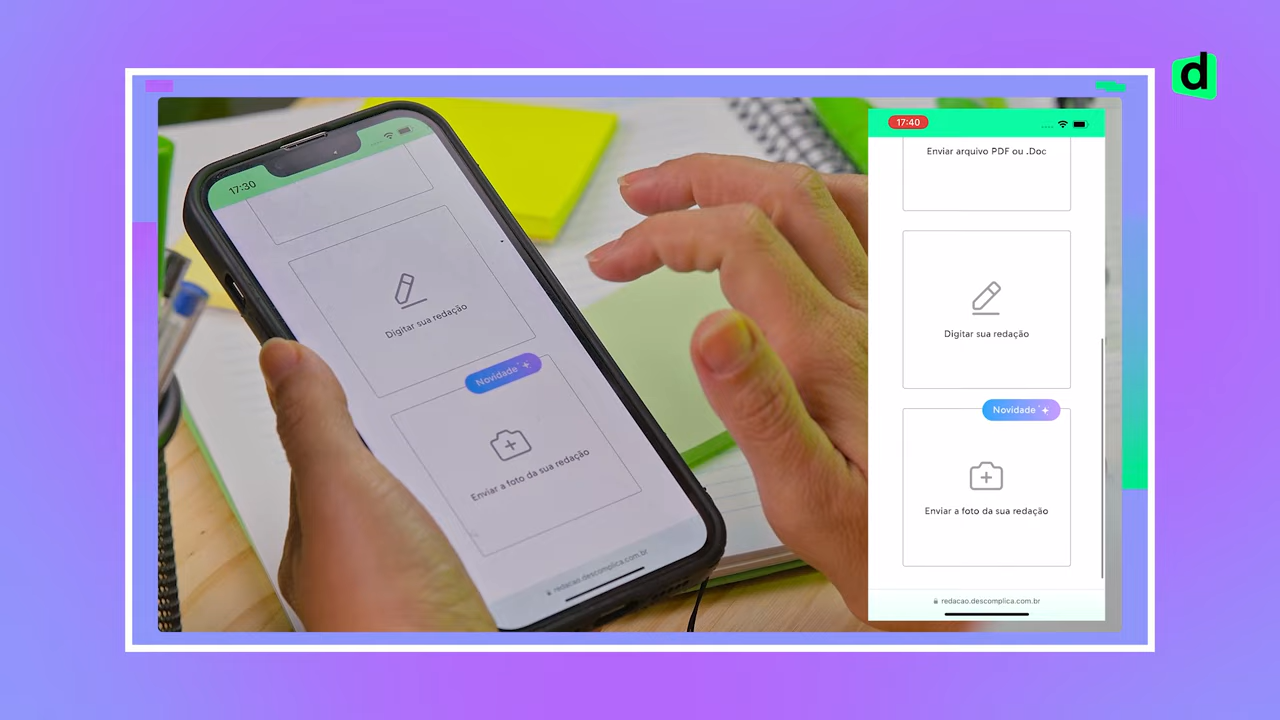 d
17:30
Digitar sua redação
Novidade
Enviar a foto da sua redação
redacao.descomplica.com.br
17:40
Enviar arquivo PDF ou .Doc
Digitar sua redação
Novidade
Enviar a foto da sua redação
redacao.descomplica.com.br